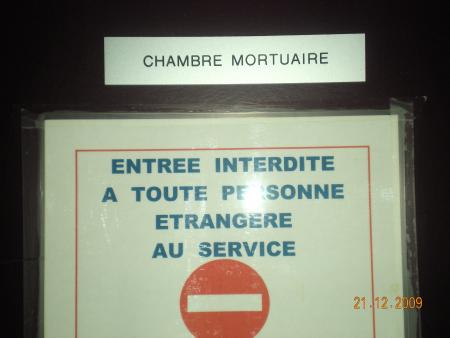 CHAMBRE MORTUAIRE
ENTREE INTERDITE
A TOUTE PERSONNE
ETRANGERE
AU SERVICE
21.12.2009